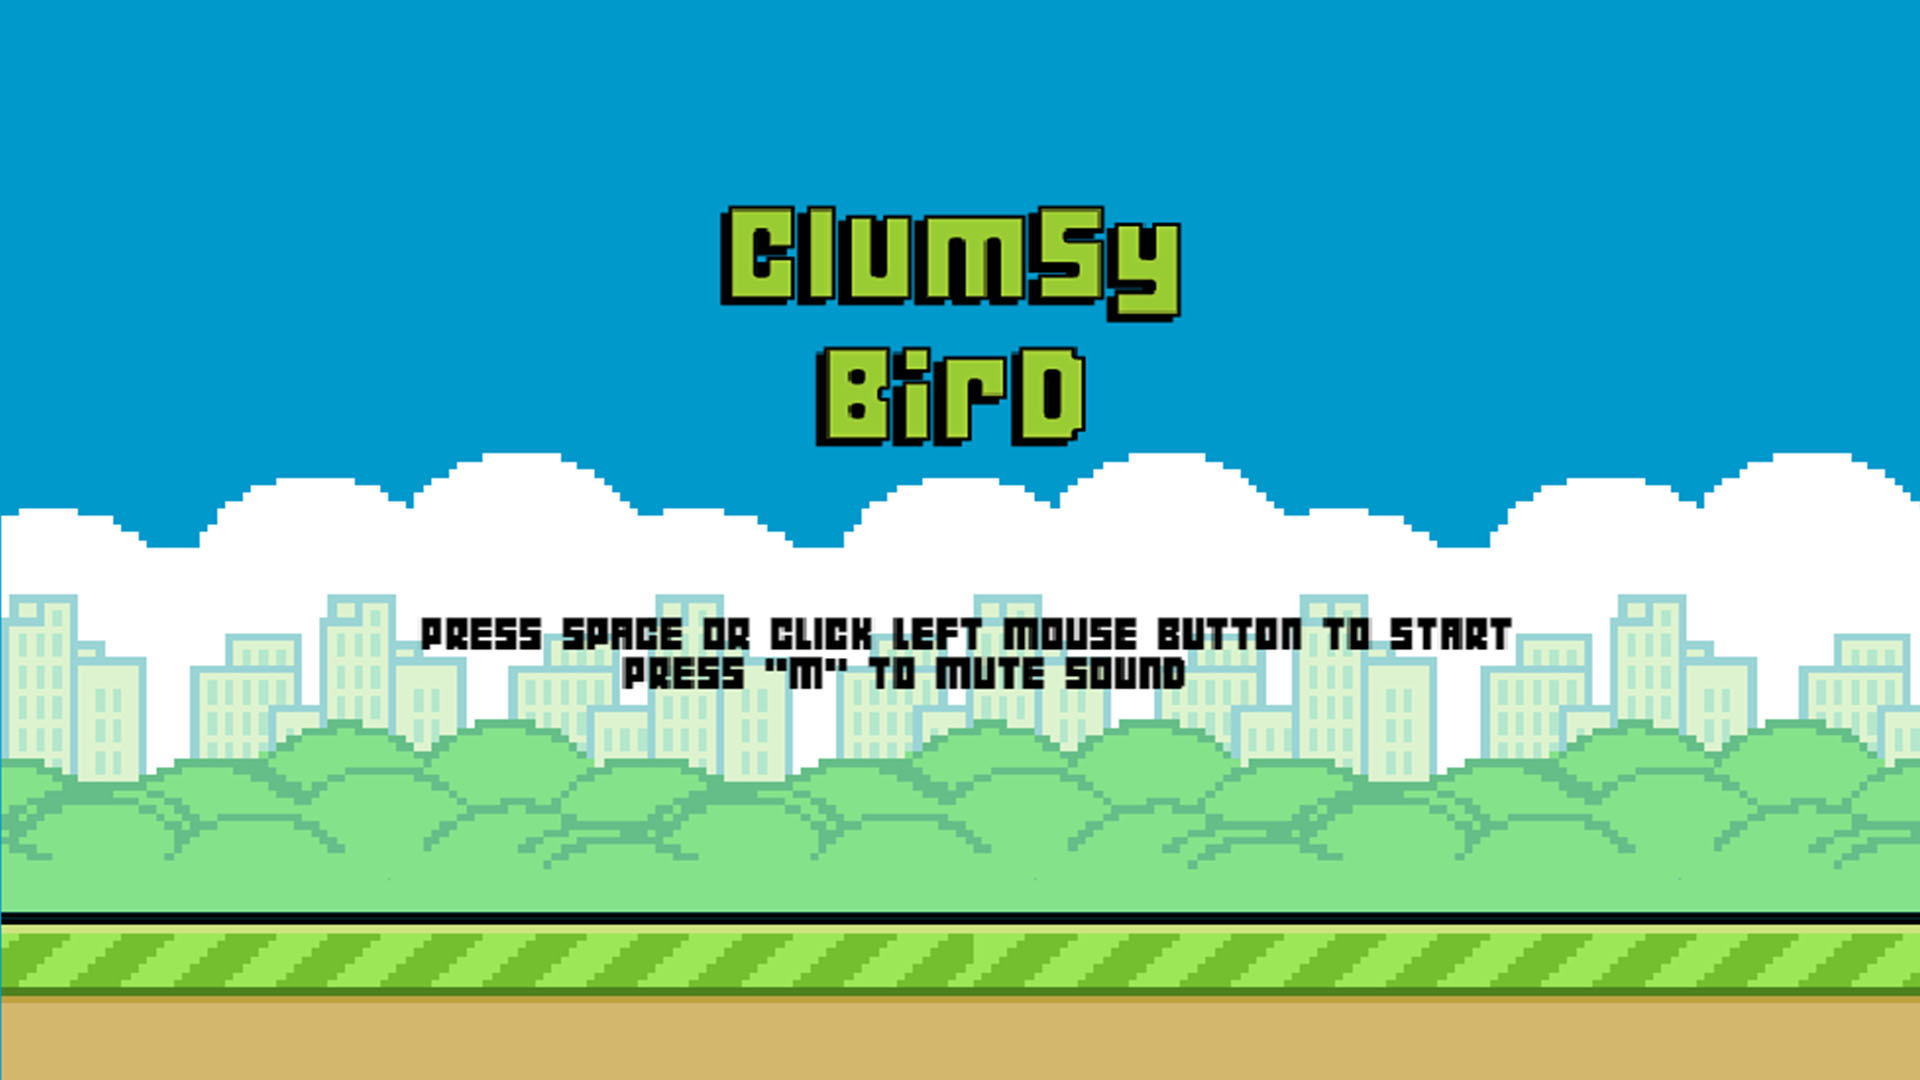 ClumSy
BirD
PRESS SPACE OR CLICK LEFT MOUSE BUTTON TO START
PRESS "M" TO MUTE SOUND